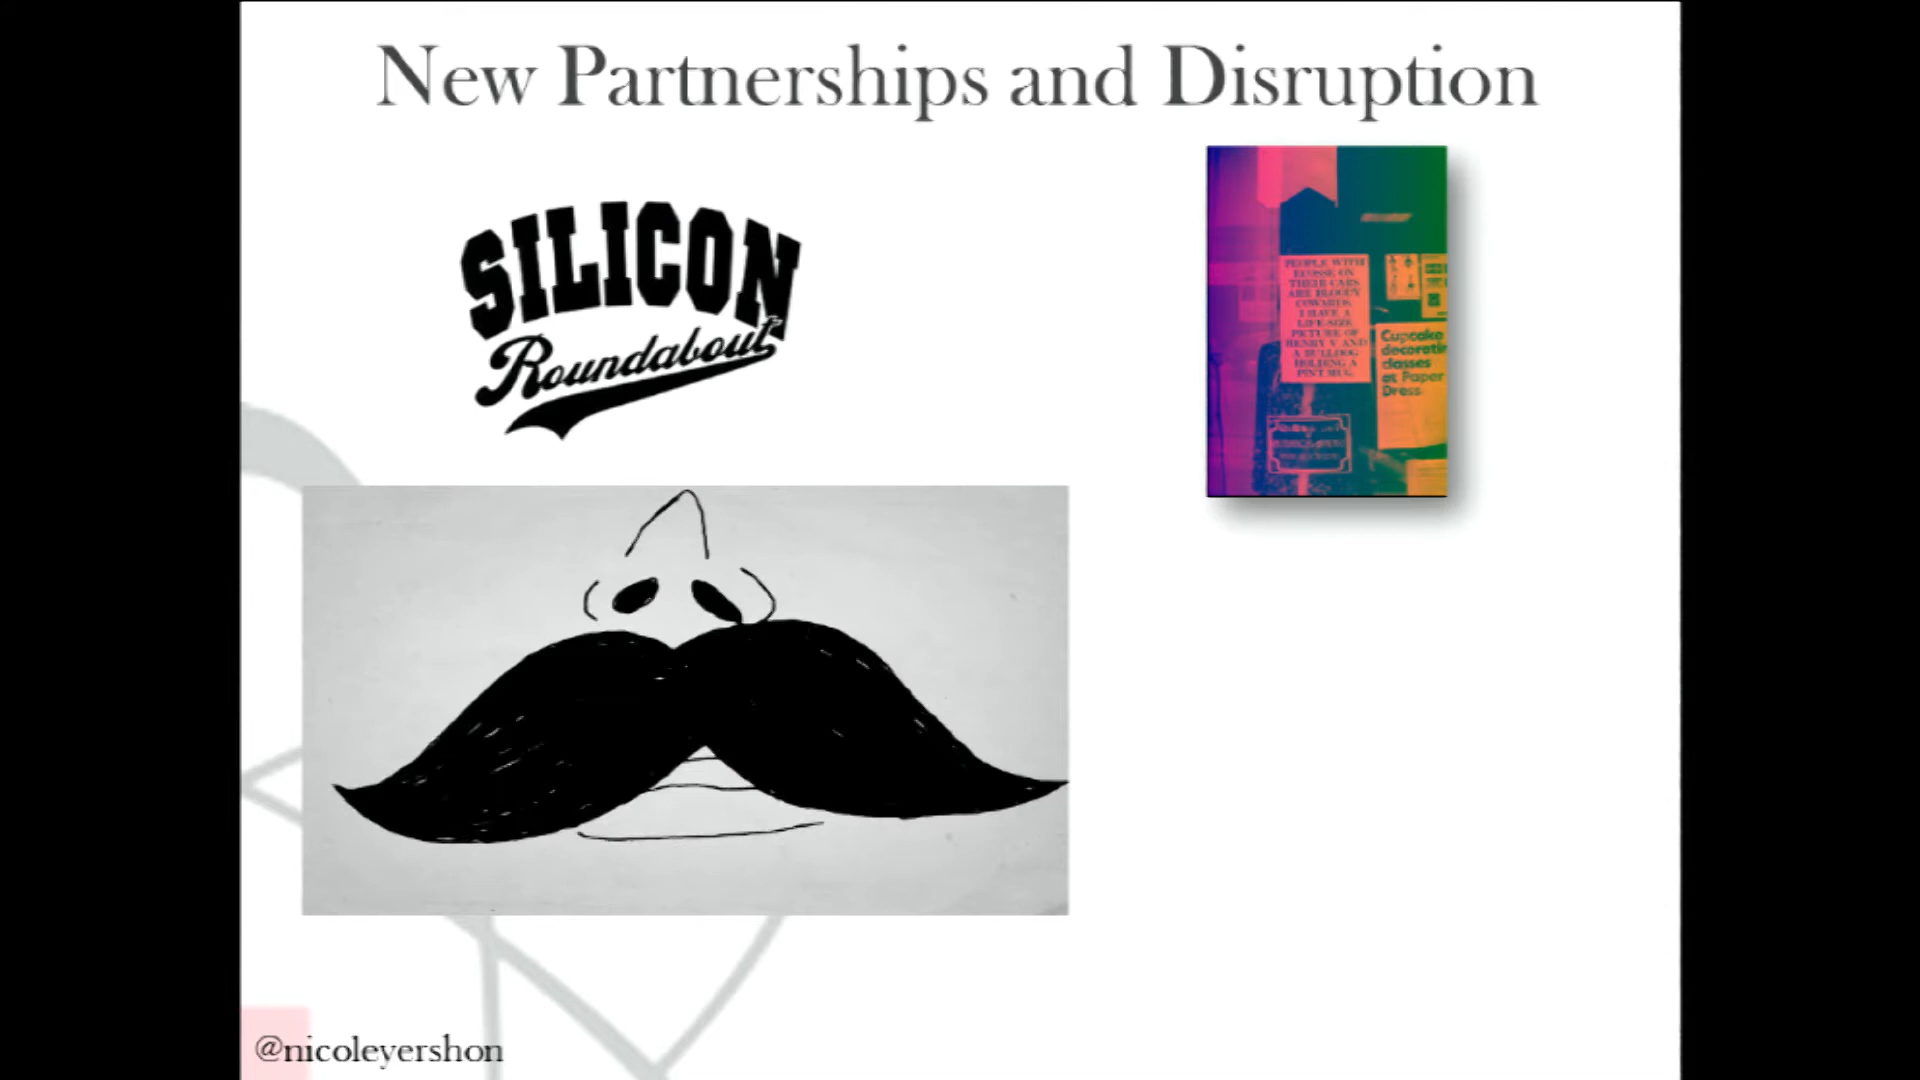 New Partnerships and Disruption
SILICON
Roundabout
PEOPLE WITH
ECOSSE ON
THEIR CARS
ARE BLOODY
COWARDS.
I HAVE A
LIFE-SIZE
PICTURE OF
HENRY V AND
A BULLDOG
HOLDING A
PINT MUG.
Cupcake
decoratin
classes
at Paper
Dress
@nicoleyershon